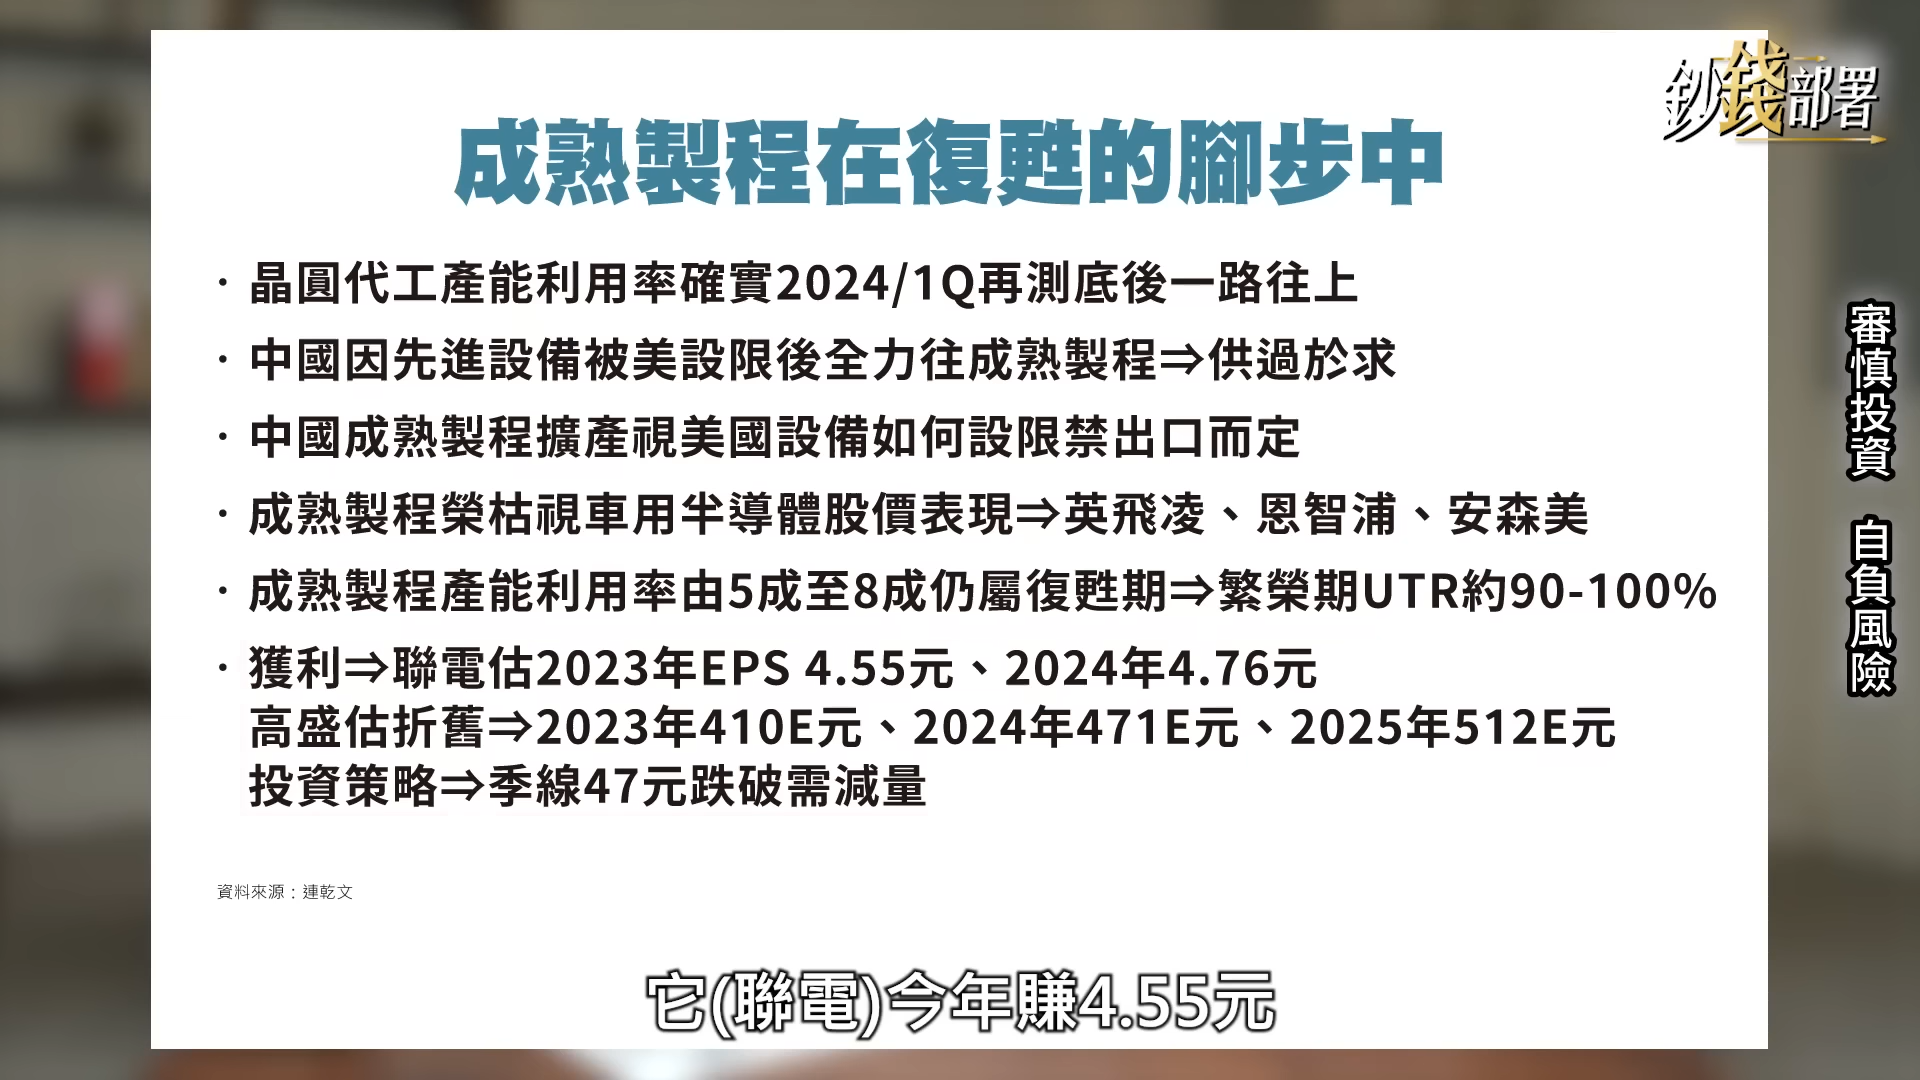 鈔錢部署
成熟製程在復甦的腳步中
· 晶圓代工產能利用率確實2024/1Q再測底後一路往上
· 中國因先進設備被美設限後全力往成熟製程⇒供過於求
· 中國成熟製程擴產視美國設備如何設限禁出口而定
· 成熟製程榮枯視車用半導體股價表現⇒英飛凌、恩智浦、安森美
· 成熟製程產能利用率由5成至8成仍屬復甦期⇒繁榮期UTR約90-100%
· 獲利⇒聯電估2023年EPS 4.55元、2024年4.76元
高盛估折舊⇒2023年410E元、2024年471E元、2025年512E元
投資策略⇒季線47元跌破需減量
資料來源：連乾文
審慎投資 自負風險
它(聯電)今年賺4.55元